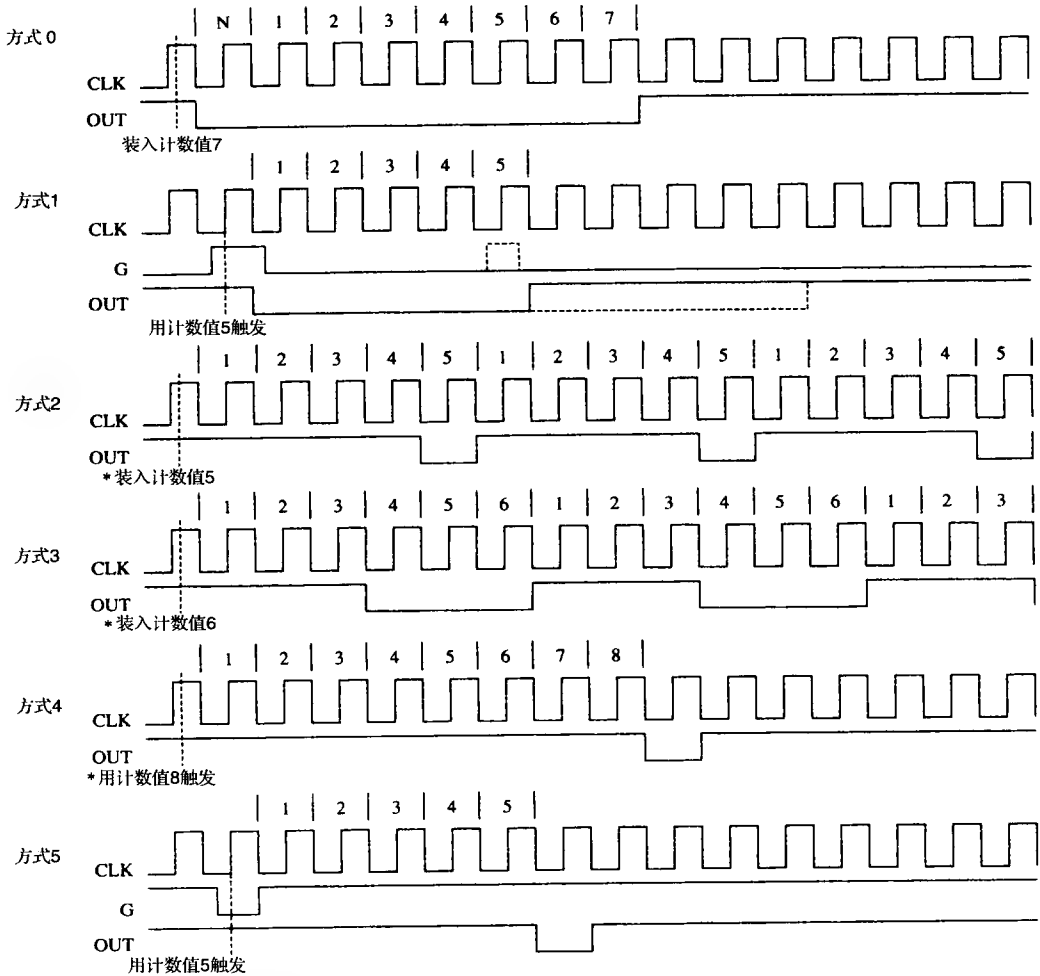 N 1 2 3 4 5 6 7
方式 0
CLK
OUT
装入计数值7
1 2 3 4 5
方式1
CLK
G
OUT
用计数值5触发
1 2 3 4 5 1 2 3 4 5 1 2 3 4 5
方式2
CLK
OUT
*装入计数值5
1 2 3 4 5 6 1 2 3 4 5 6 1 2 3
方式3
CLK
OUT
*装入计数值6
1 2 3 4 5 6 7 8
方式4
CLK
OUT
*用计数值8触发
1 2 3 4 5
方式5
CLK
G
OUT
用计数值5触发